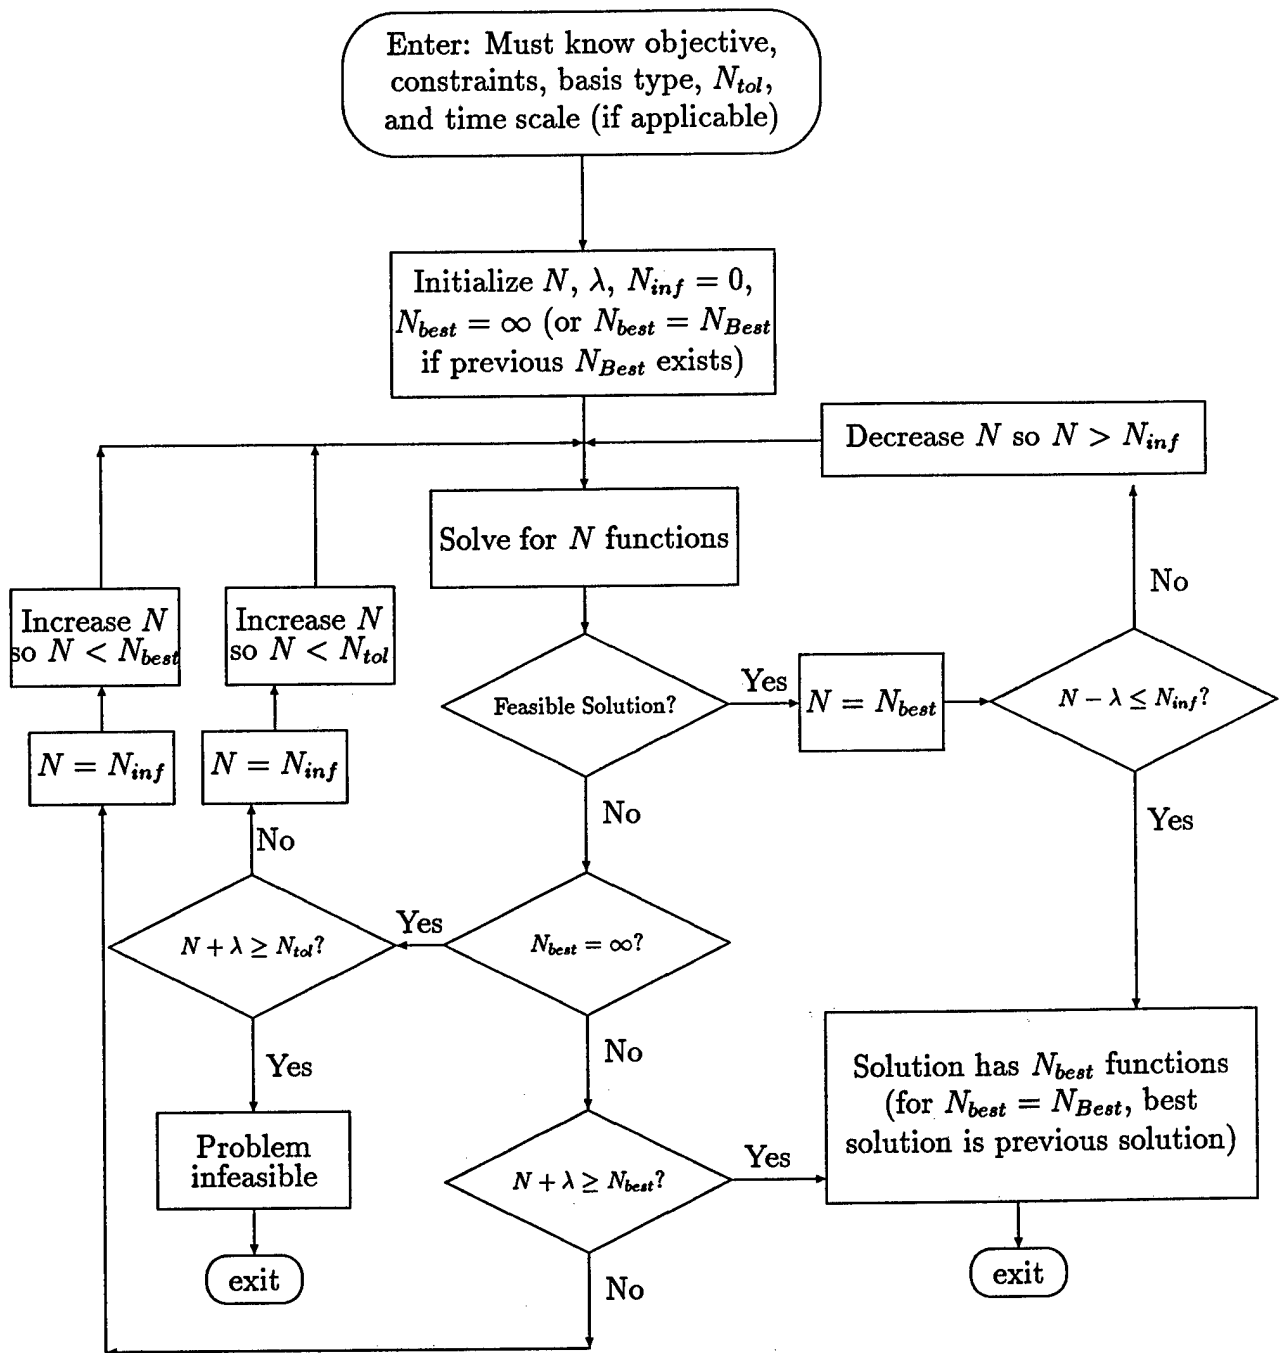 Enter: Must know objective,
constraints, basis type, N_tol,
and time scale (if applicable)
Initialize N, λ, N_inf = 0,
N_best = ∞ (or N_best = N_Best
if previous N_Best exists)
Decrease N so N > N_inf
Solve for N functions
No
Increase N
so N < N_best
Increase N
so N < N_tol
Feasible Solution?
Yes
N = N_best
N − λ ≤ N_inf?
N = N_inf
N = N_inf
No
Yes
No
N + λ ≥ N_tol?
Yes
N_best = ∞?
Yes
No
Problem
infeasible
Solution has N_best functions
(for N_best = N_Best, best
solution is previous solution)
N + λ ≥ N_best?
Yes
exit
exit
No